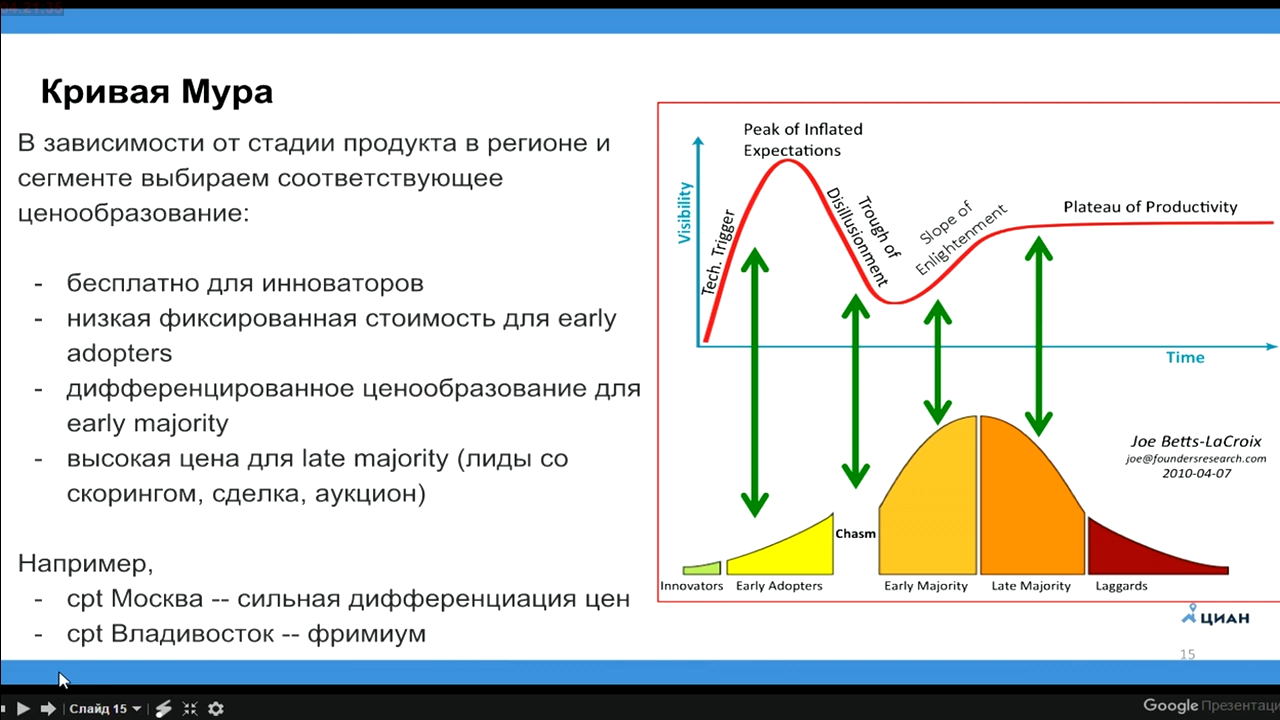 04:21:35
Кривая Мура
В зависимости от стадии продукта в регионе и
сегменте выбираем соответствующее
ценообразование:
- бесплатно для инноваторов
- низкая фиксированная стоимость для early
adopters
- дифференцированное ценообразование для
early majority
- высокая цена для late majority (лиды со
скорингом, сделка, аукцион)
Например,
- cpt Москва -- сильная дифференциация цен
- cpt Владивосток -- фримиум
Peak of Inflated
Expectations
Visibility
Tech. Trigger
Trough of
Disillusionment
Slope of
Enlightenment
Plateau of Productivity
Time
Joe Betts-LaCroix
joe@foundersresearch.com
2010-04-07
Chasm
Innovators
Early Adopters
Early Majority
Late Majority
Laggards
ЦИАН
15
Слайд 15
Google Презентаци